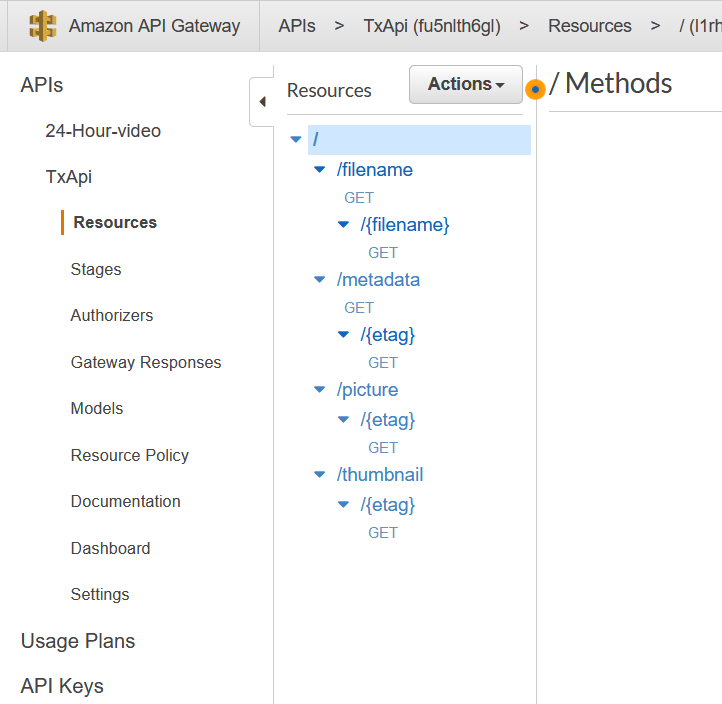 Amazon API Gateway
APIs > TxApi (fu5nlth6gl) > Resources > / (l1rh
APIs
24-Hour-video
TxApi
Resources
Stages
Authorizers
Gateway Responses
Models
Resource Policy
Documentation
Dashboard
Settings
Usage Plans
API Keys
Resources
Actions
/
/filename
GET
/{filename}
GET
/metadata
GET
/{etag}
GET
/picture
/{etag}
GET
/thumbnail
/{etag}
GET
/ Methods